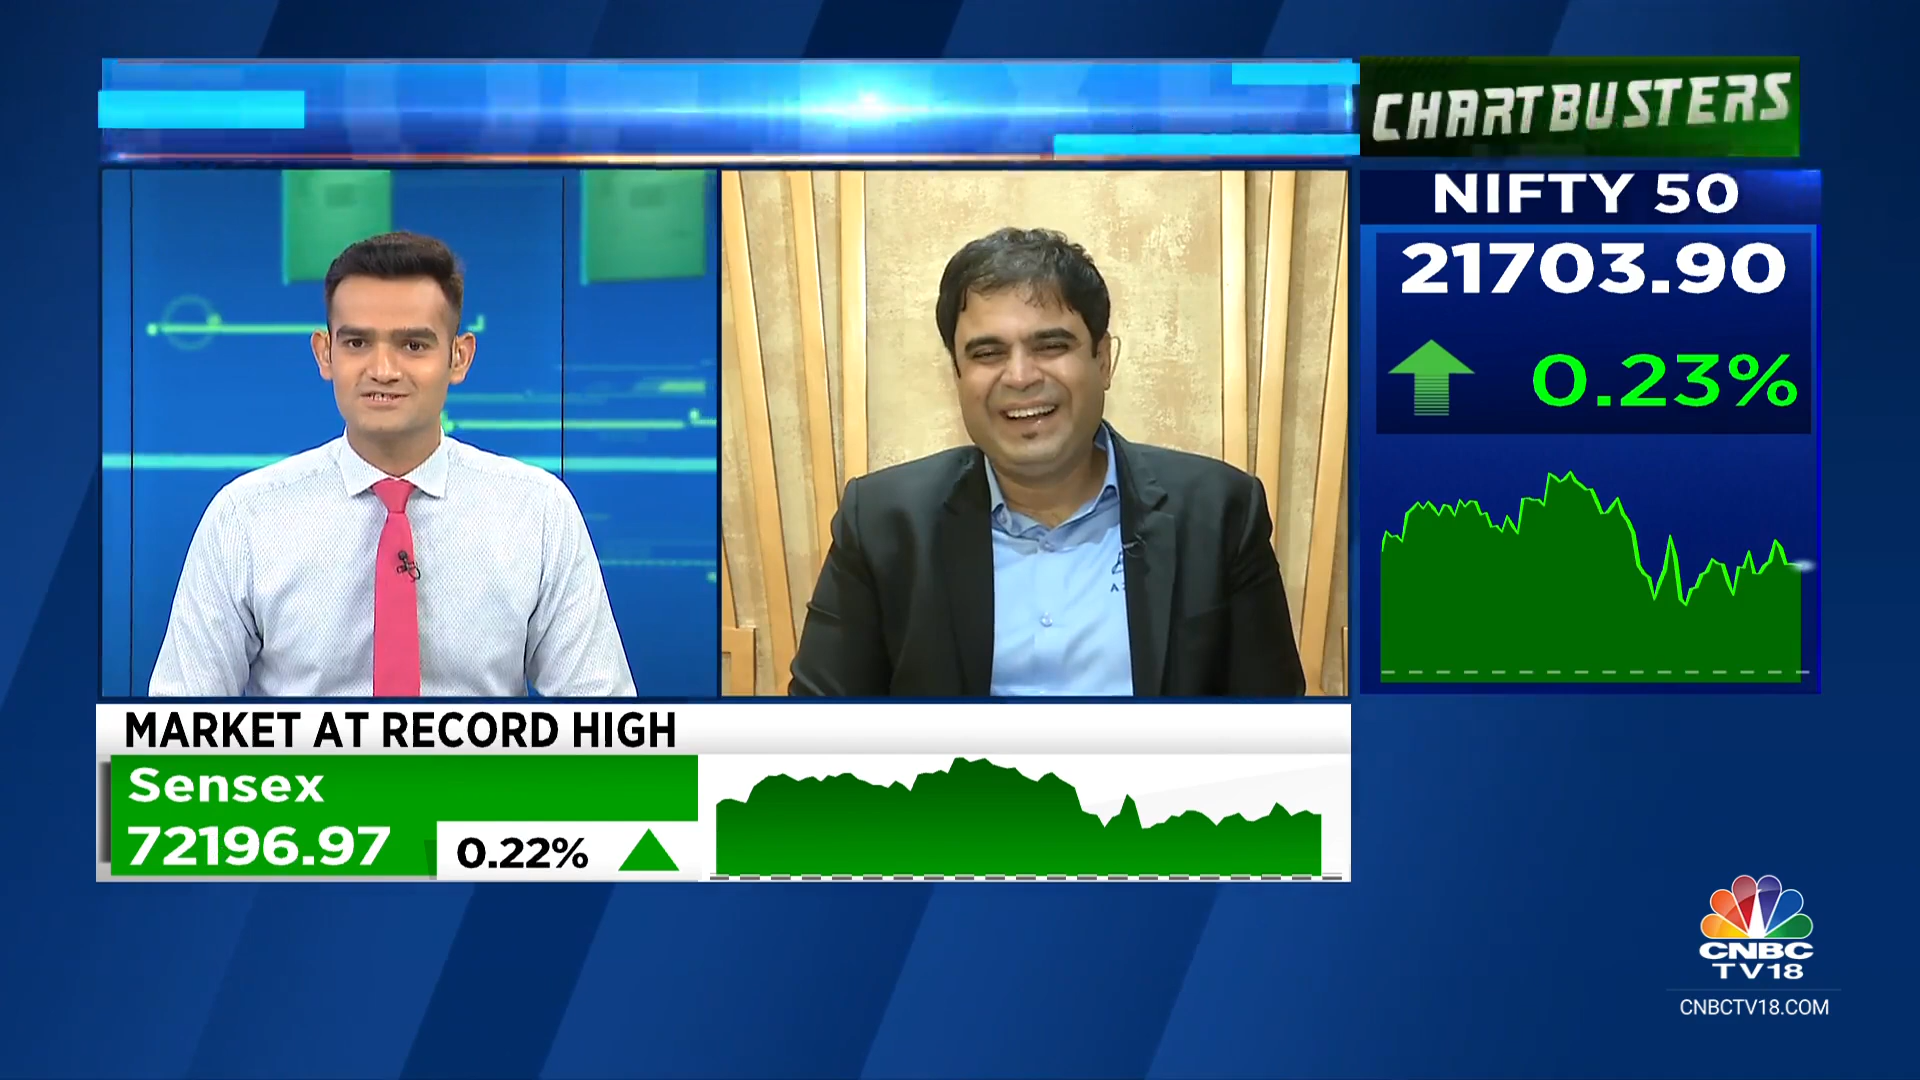 CHARTBUSTERS
NIFTY 50
21703.90
0.23%
MARKET AT RECORD HIGH
Sensex
72196.97
0.22%
CNBC
TV18
CNBCTV18.COM